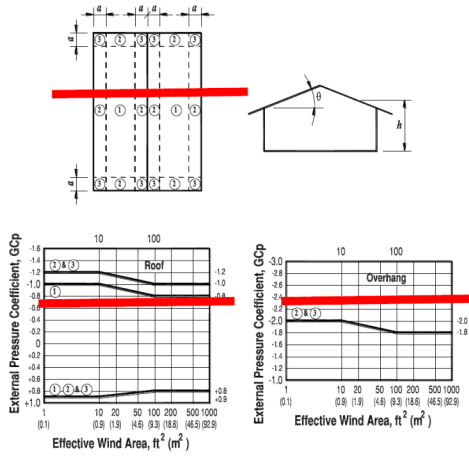 a a a a
a
3 2 3 3 2 3
2 1 2 2 1 2
a
3 2 3 3 2 3
θ
h
10 100
External Pressure Coefficient, GCp
-1.6
-1.4
-1.2
-1.0
-0.8
-0.6
-0.4
-0.2
0
+0.2
+0.4
+0.6
+0.8
+1.0
Roof
2 & 3
1
1 2 & 3
-1.2
-1.0
-0.8
+0.8
+0.9
1 10 20 50 100 200 500 1000
(0.1) (0.9) (1.9) (4.6) (9.3) (18.6) (46.5) (92.9)
Effective Wind Area, ft² (m²)
10 100
External Pressure Coefficient, GCp
-3.0
-2.8
-2.6
-2.4
-2.2
-2.0
-1.8
-1.6
-1.4
-1.2
-1.0
Overhang
2 & 3
-2.0
-1.8
1 10 20 50 100 200 500 1000
(0.1) (0.9) (1.9) (4.6) (9.3) (18.6) (46.5) (92.9)
Effective Wind Area, ft² (m²)